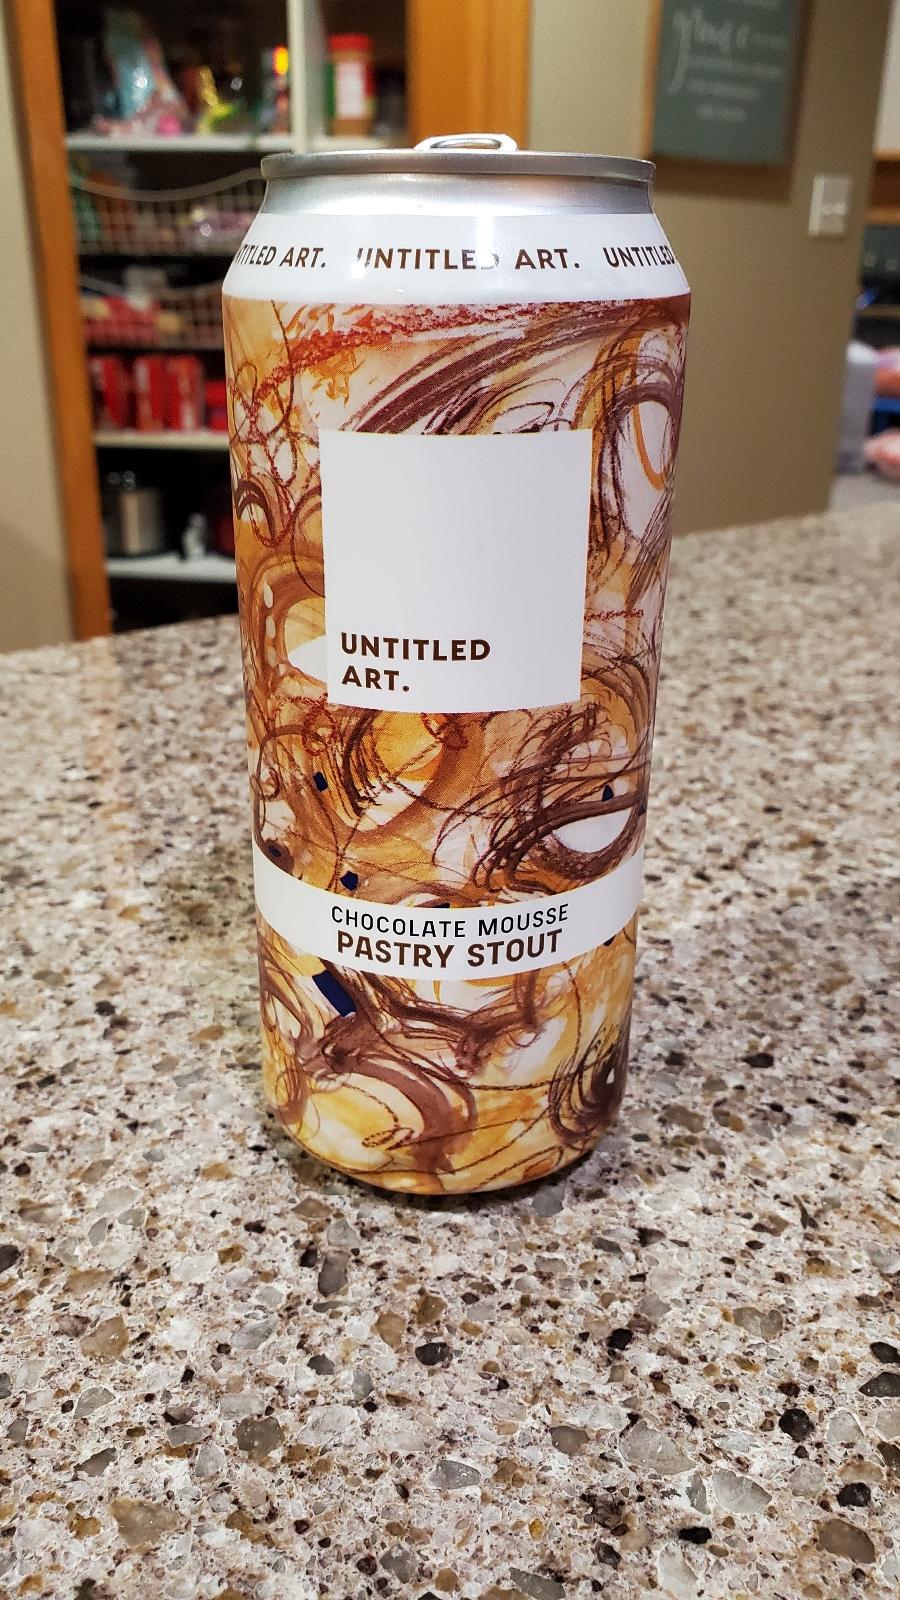 UNTITLED ART. UNTITLED ART. UNTITLED
UNTITLED
ART.
CHOCOLATE MOUSSE
PASTRY STOUT